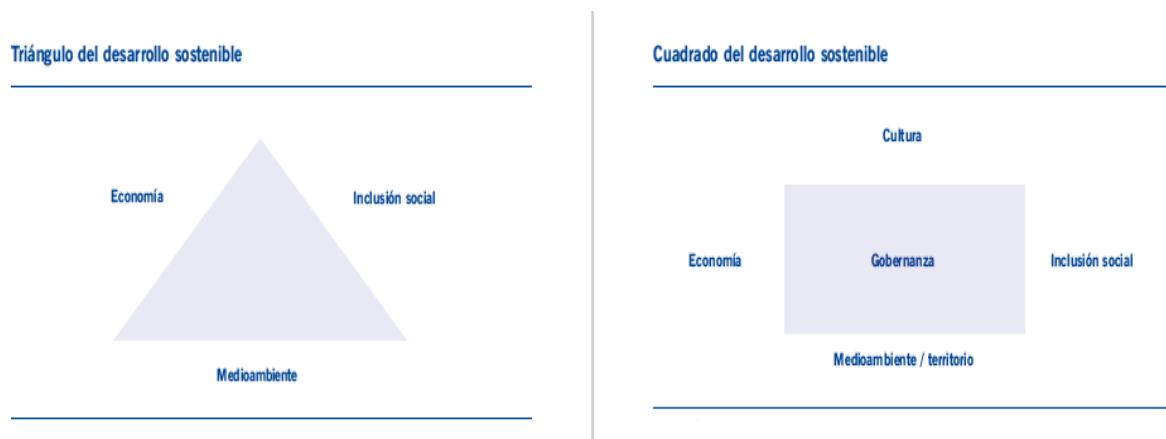 Triángulo del desarrollo sostenible
Economía
Inclusión social
Medioambiente
Cuadrado del desarrollo sostenible
Cultura
Economía
Gobernanza
Inclusión social
Medioambiente / territorio